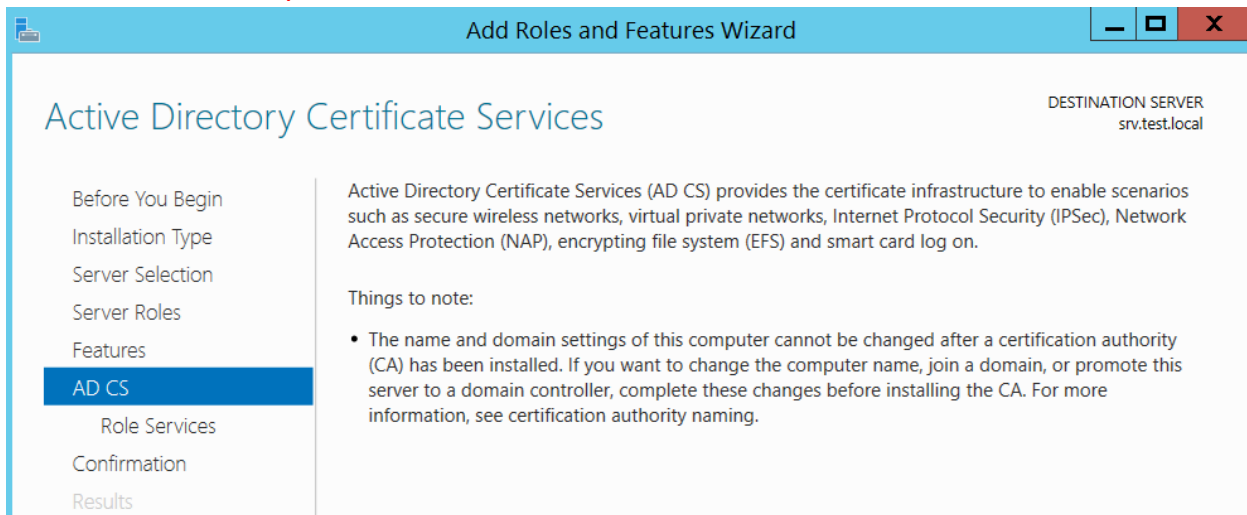 Add Roles and Features Wizard
Active Directory Certificate Services
DESTINATION SERVER
srv.test.local
Before You Begin
Installation Type
Server Selection
Server Roles
Features
AD CS
Role Services
Confirmation
Results
Active Directory Certificate Services (AD CS) provides the certificate infrastructure to enable scenarios
such as secure wireless networks, virtual private networks, Internet Protocol Security (IPSec), Network
Access Protection (NAP), encrypting file system (EFS) and smart card log on.
Things to note:
• The name and domain settings of this computer cannot be changed after a certification authority
(CA) has been installed. If you want to change the computer name, join a domain, or promote this
server to a domain controller, complete these changes before installing the CA. For more
information, see certification authority naming.